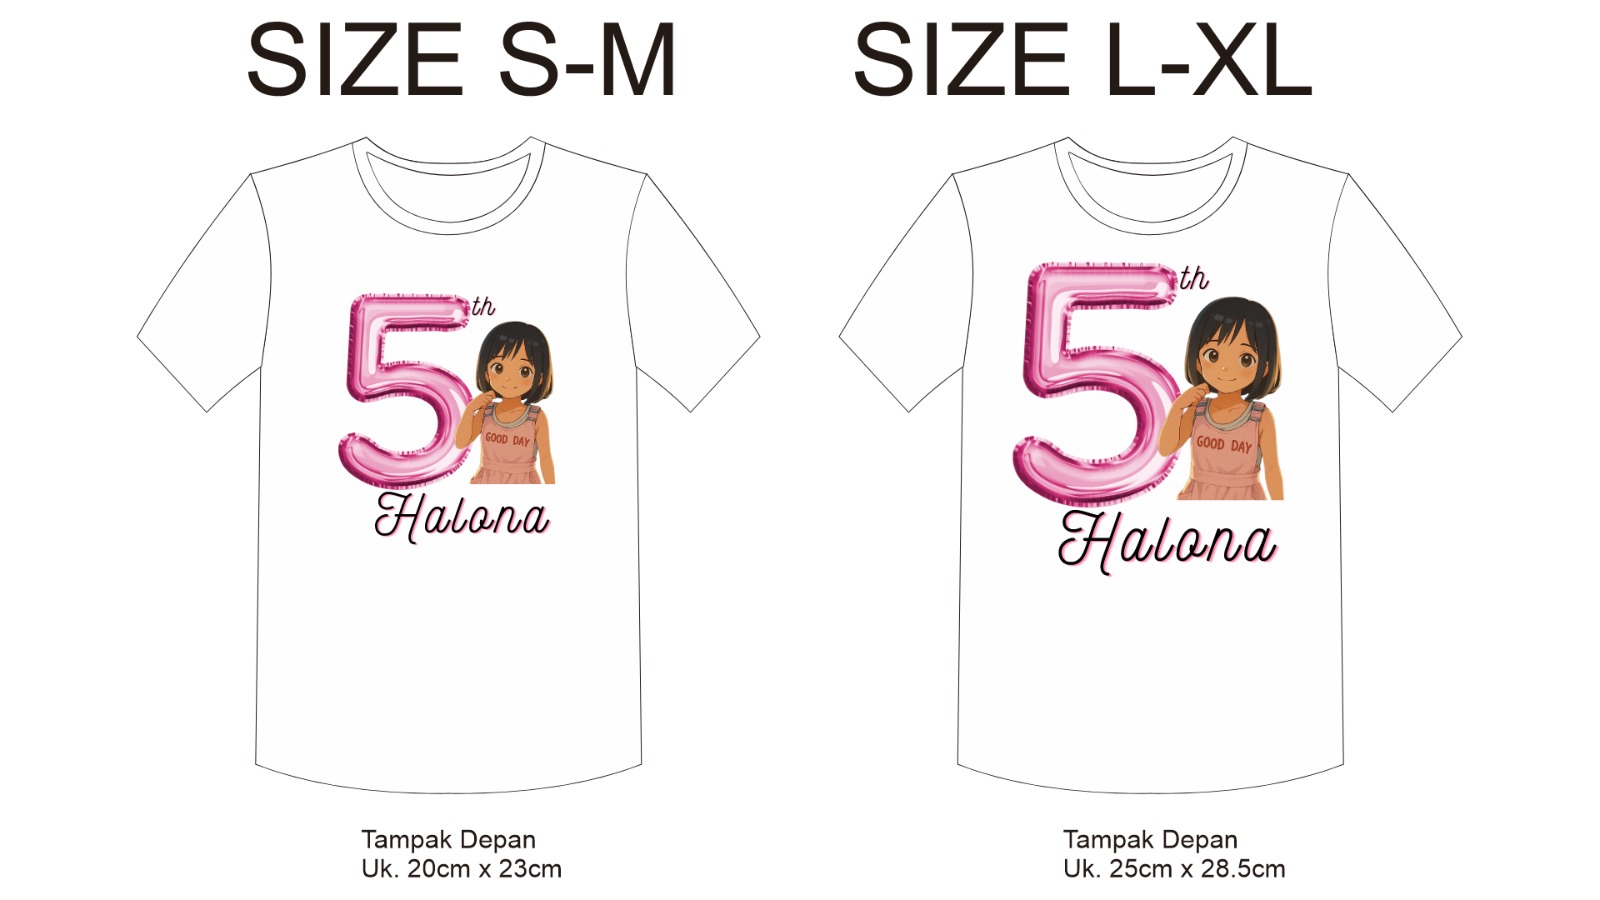 SIZE S-M
5th
GOOD DAY
Halona
Tampak Depan
Uk. 20cm x 23cm
SIZE L-XL
5th
GOOD DAY
Halona
Tampak Depan
Uk. 25cm x 28.5cm